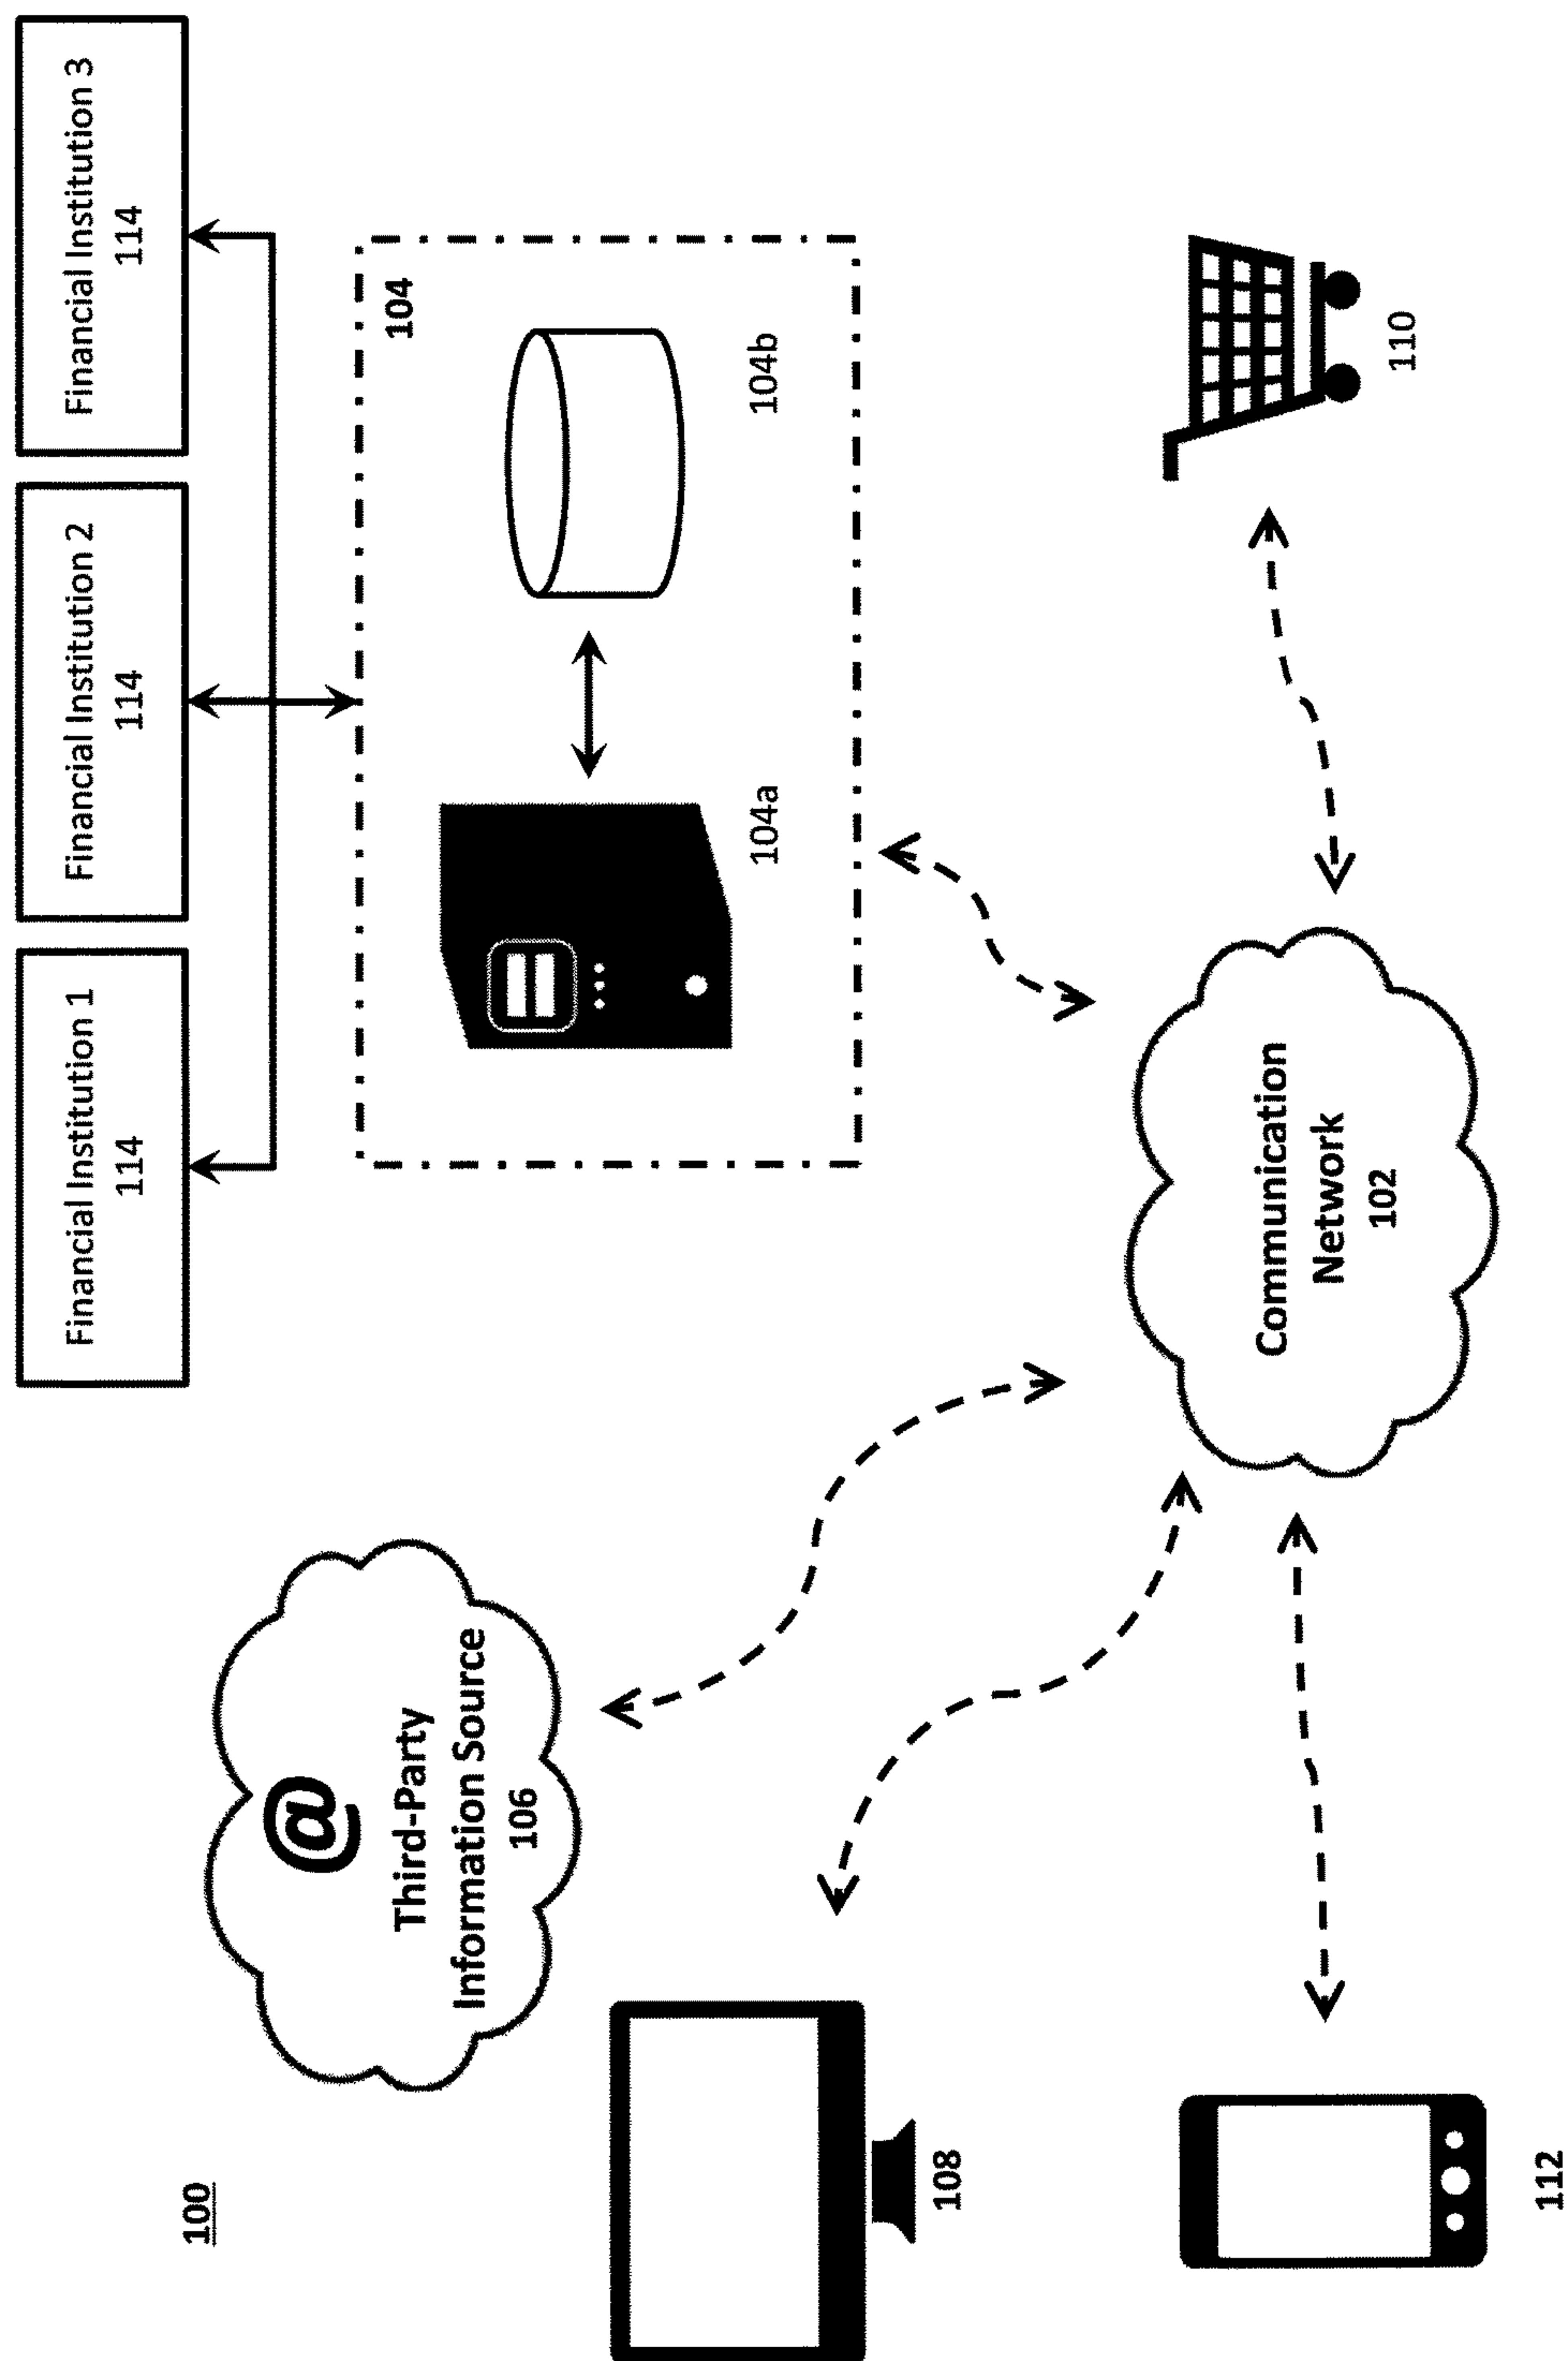 100
Financial Institution 1
114
Financial Institution 2
114
Financial Institution 3
114
@
Third-Party
Information Source
106
104
104a
104b
108
Communication
Network
102
110
112